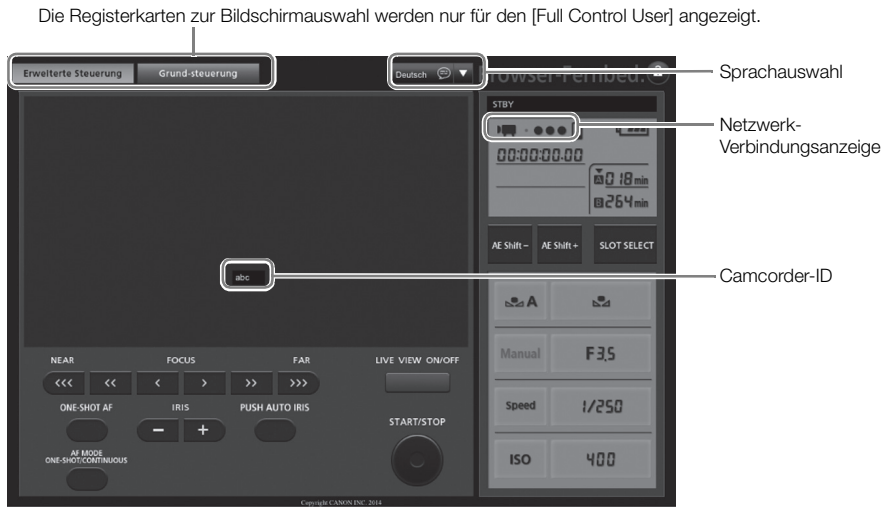 Die Registerkarten zur Bildschirmauswahl werden nur für den [Full Control User] angezeigt.
Erweiterte Steuerung
Grund-steuerung
Deutsch
Browser-Fernbed.
Sprachauswahl
STBY
Netzwerk-
Verbindungsanzeige
00:00:00.00
A 018 min
B 264 min
AE Shift –
AE Shift +
SLOT SELECT
abc
Camcorder-ID
A
Manual
F3.5
NEAR
FOCUS
FAR
LIVE VIEW ON/OFF
<<<
<<
<
>
>>
>>>
ONE-SHOT AF
IRIS
PUSH AUTO IRIS
–
+
START/STOP
Speed
1/250
AF MODE
ONE-SHOT/CONTINUOUS
ISO
400
Copyright CANON INC. 2014